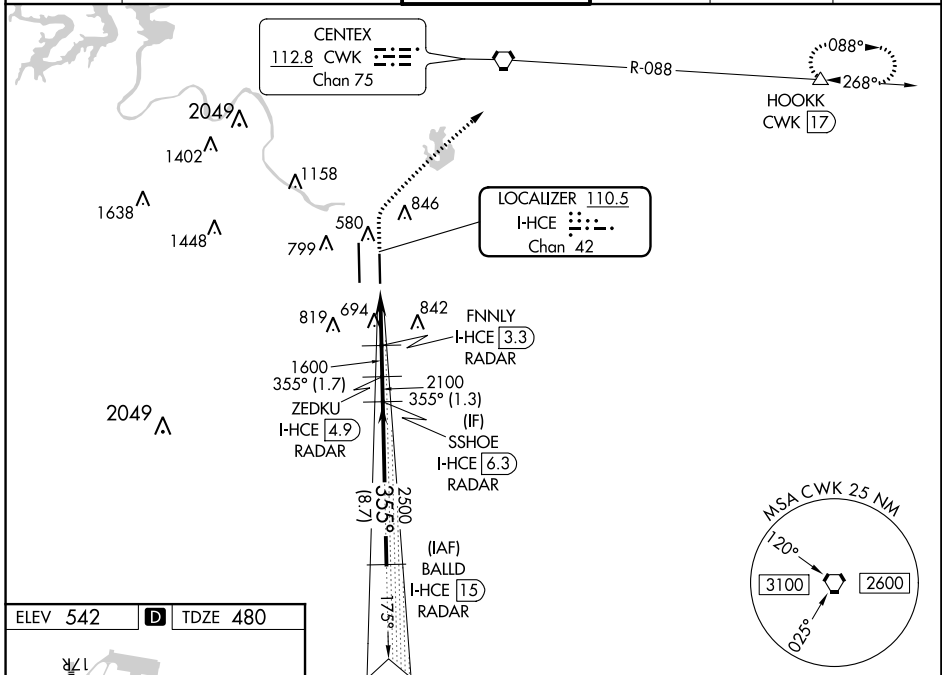 CENTEX
112.8 CWK
Chan 75
R-088
088°
268°
HOOKK
CWK 17
2049
1402
1158
1638
1448
799
580
846
LOCALIZER 110.5
I-HCE
Chan 42
819
694
842
FNNLY
I-HCE 3.3
RADAR
1600
355° (1.7)
2100
355° (1.3)
ZEDKU
I-HCE 4.9
RADAR
(IF)
SSHOE
I-HCE 6.3
RADAR
2049
2500
355°
(8.7)
(IAF)
BALLD
I-HCE 15
RADAR
175°
MSA CWK 25 NM
120°
3100
2600
025°
ELEV 542 D TDZE 480
17R